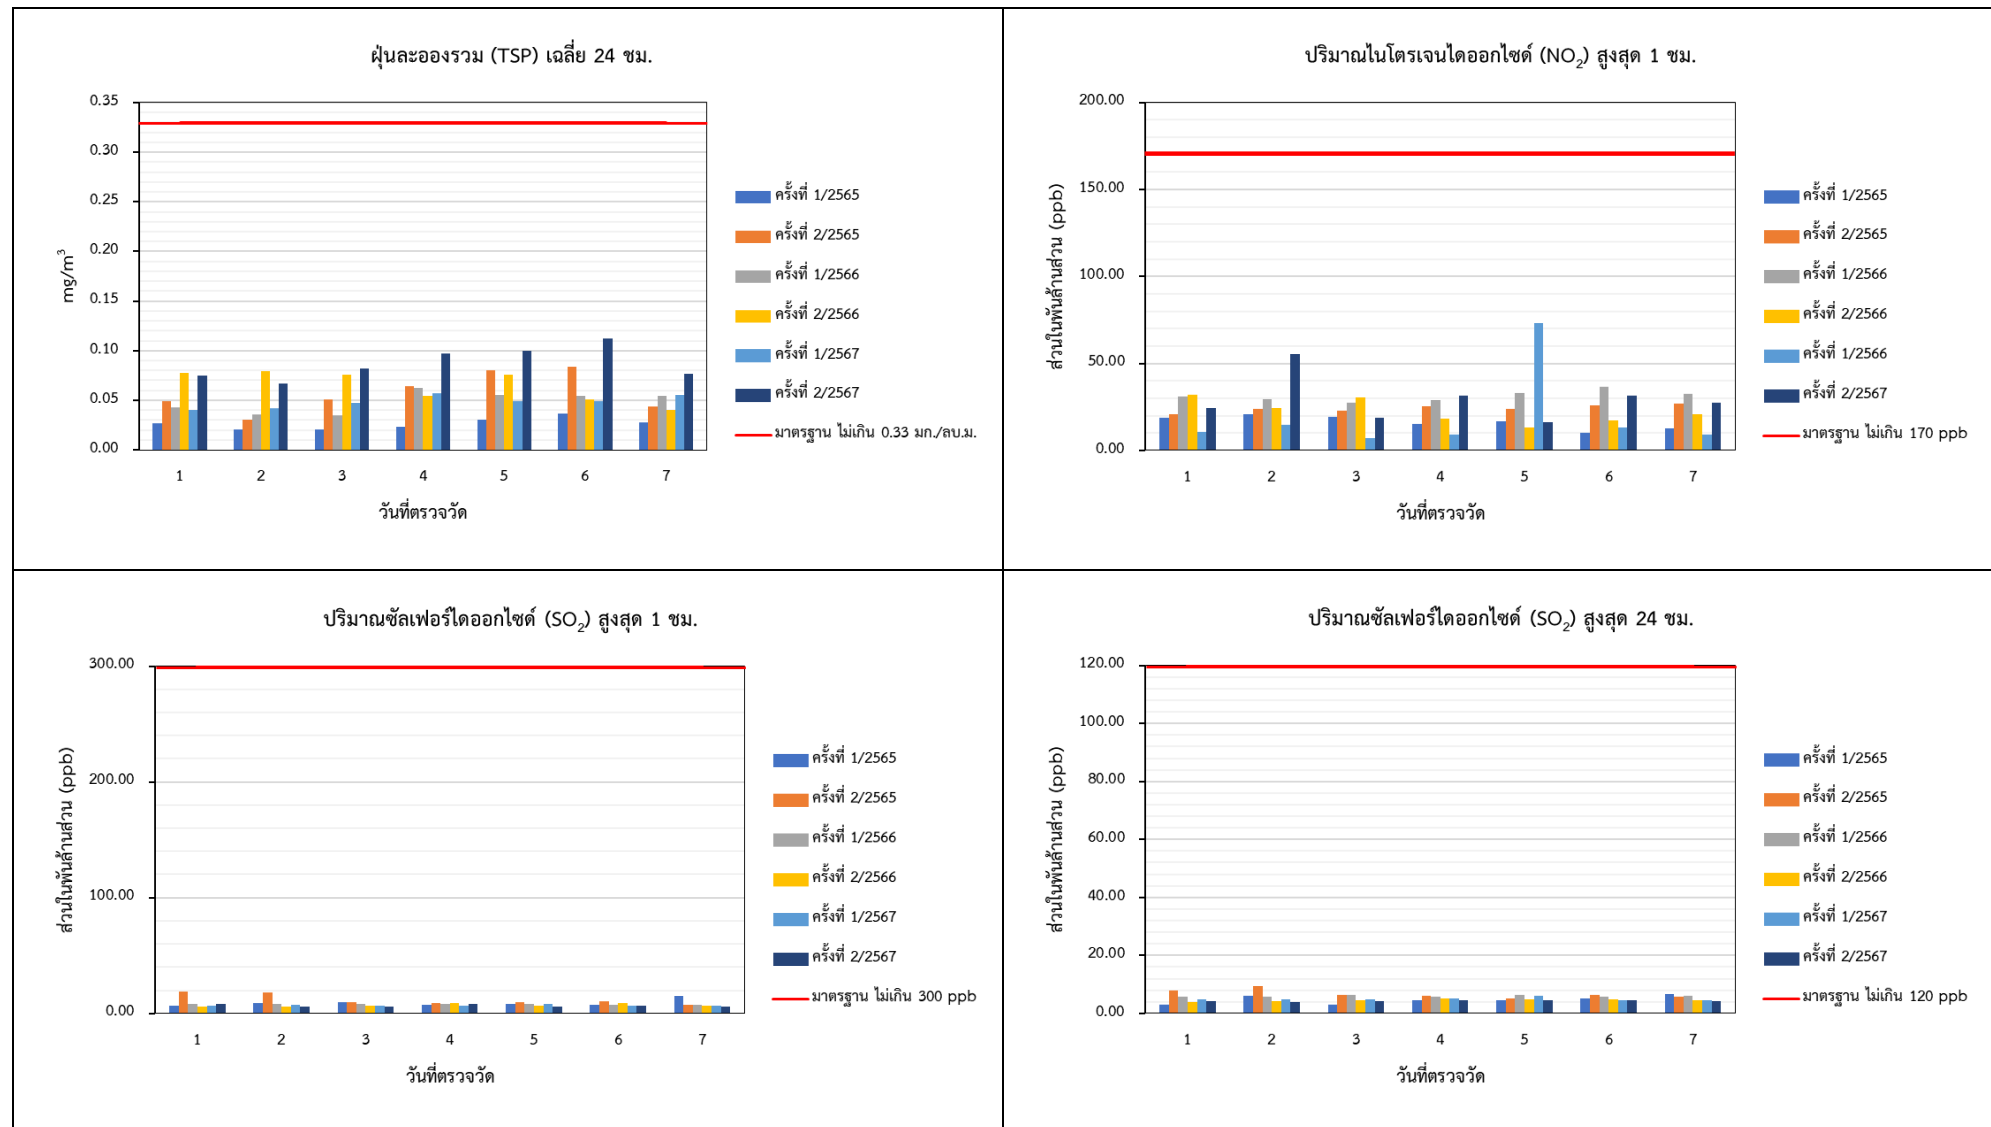 ฝุ่นละอองรวม (TSP) เฉลี่ย 24 ชม.
0.35
0.30
0.25
0.20
0.15
0.10
0.05
0.00
mg/m³
1 2 3 4 5 6 7
วันที่ตรวจวัด
ครั้งที่ 1/2565
ครั้งที่ 2/2565
ครั้งที่ 1/2566
ครั้งที่ 2/2566
ครั้งที่ 1/2567
ครั้งที่ 2/2567
มาตรฐาน ไม่เกิน 0.33 มก./ลบ.ม.
ปริมาณไนโตรเจนไดออกไซด์ (NO₂) สูงสุด 1 ชม.
200.00
150.00
100.00
50.00
0.00
ส่วนในพันล้านส่วน (ppb)
1 2 3 4 5 6 7
วันที่ตรวจวัด
ครั้งที่ 1/2565
ครั้งที่ 2/2565
ครั้งที่ 1/2566
ครั้งที่ 2/2566
ครั้งที่ 1/2566
ครั้งที่ 2/2567
มาตรฐาน ไม่เกิน 170 ppb
ปริมาณซัลเฟอร์ไดออกไซด์ (SO₂) สูงสุด 1 ชม.
300.00
200.00
100.00
0.00
ส่วนในพันล้านส่วน (ppb)
1 2 3 4 5 6 7
วันที่ตรวจวัด
ครั้งที่ 1/2565
ครั้งที่ 2/2565
ครั้งที่ 1/2566
ครั้งที่ 2/2566
ครั้งที่ 1/2567
ครั้งที่ 2/2567
มาตรฐาน ไม่เกิน 300 ppb
ปริมาณซัลเฟอร์ไดออกไซด์ (SO₂) สูงสุด 24 ชม.
120.00
100.00
80.00
60.00
40.00
20.00
0.00
ส่วนในพันล้านส่วน (ppb)
1 2 3 4 5 6 7
วันที่ตรวจวัด
ครั้งที่ 1/2565
ครั้งที่ 2/2565
ครั้งที่ 1/2566
ครั้งที่ 2/2566
ครั้งที่ 1/2567
ครั้งที่ 2/2567
มาตรฐาน ไม่เกิน 120 ppb